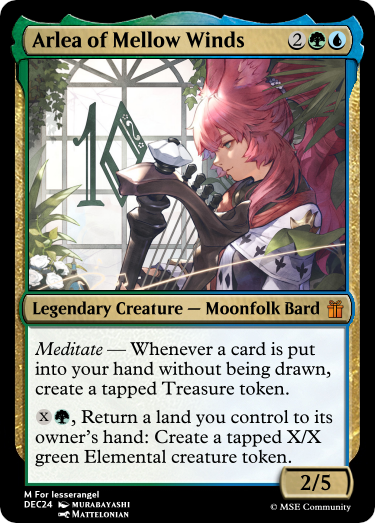 Arlea of Mellow Winds 2
10
Legendary Creature — Moonfolk Bard
Meditate — Whenever a card is put
into your hand without being drawn,
create a tapped Treasure token.
X, Return a land you control to its
owner's hand: Create a tapped X/X
green Elemental creature token.
2/5
M For lesserangel
DEC24 MURABAYASHI
MATTELONIAN
© MSE Community